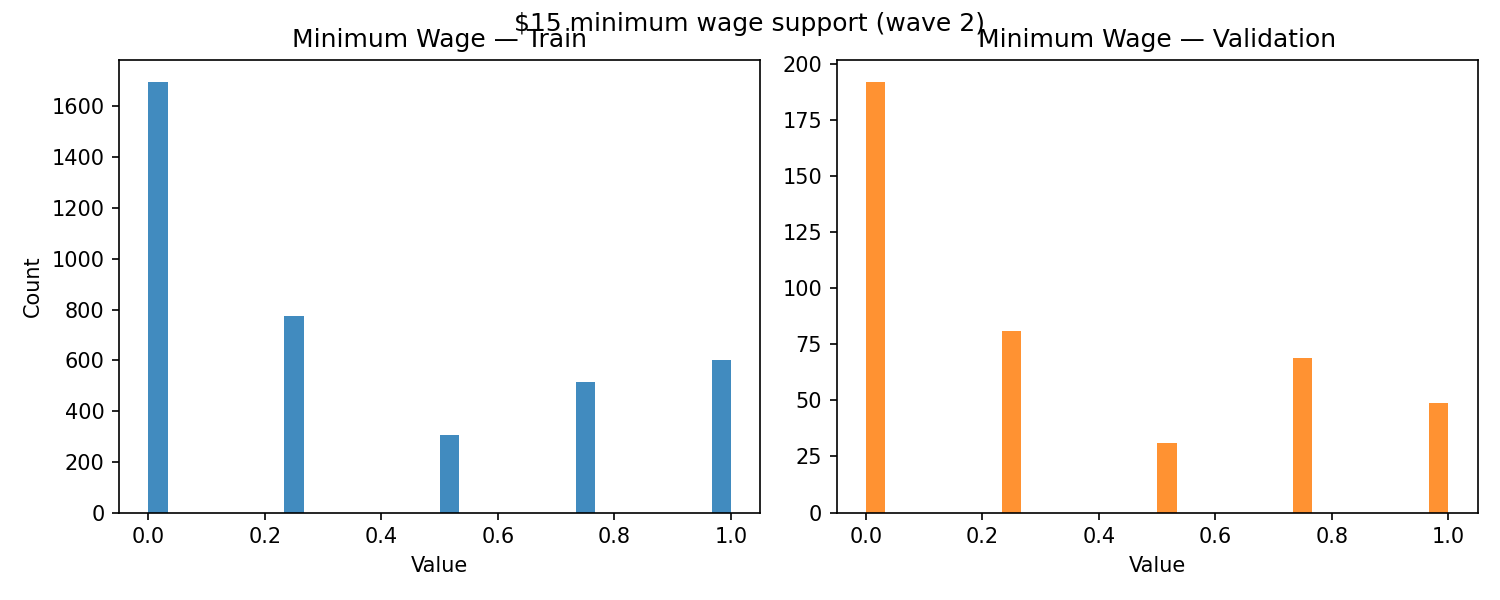 $15 minimum wage support (wave 2)
Minimum Wage — Train
Minimum Wage — Validation
Count
1600
1400
1200
1000
800
600
400
200
0
0.0 0.2 0.4 0.6 0.8 1.0
Value
200
175
150
125
100
75
50
25
0
0.0 0.2 0.4 0.6 0.8 1.0
Value